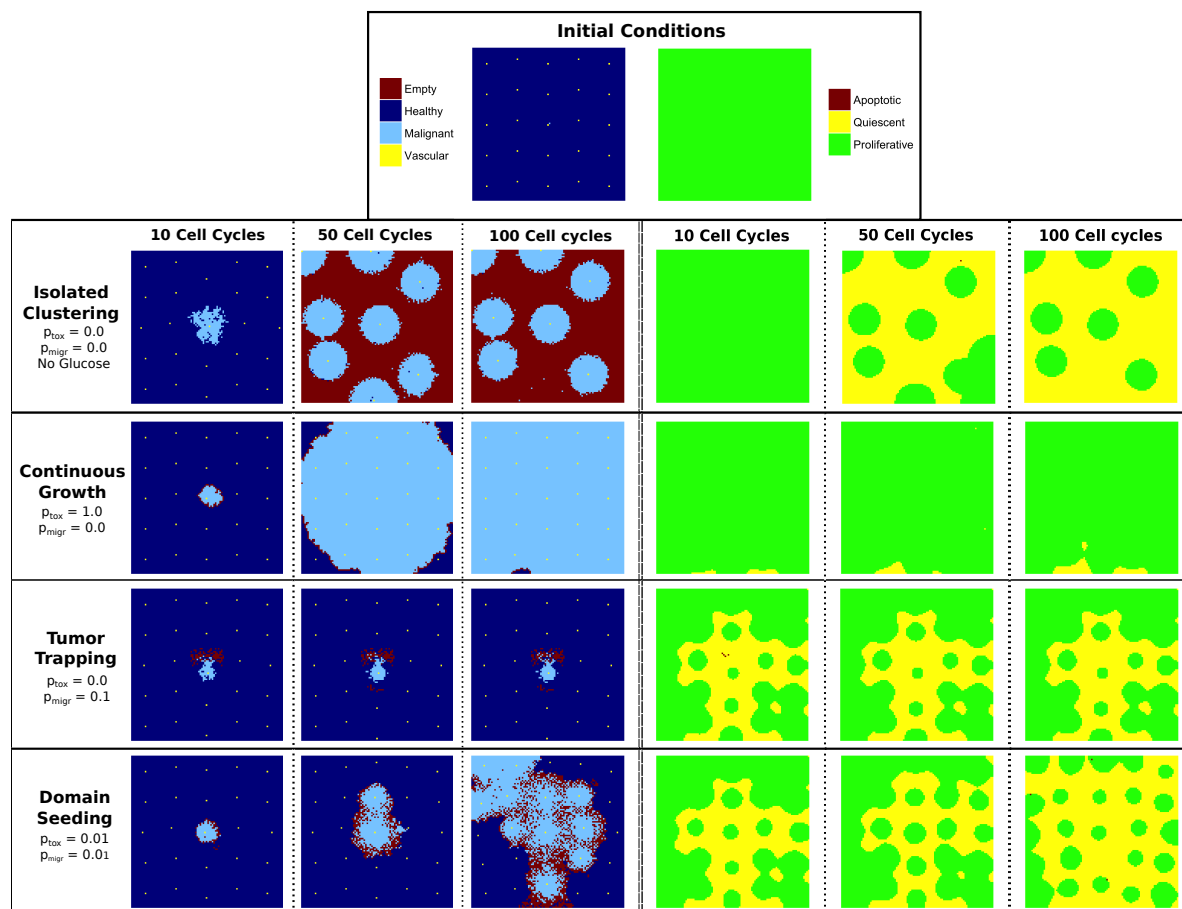 Initial Conditions
Empty
Healthy
Malignant
Vascular
Apoptotic
Quiescent
Proliferative
10 Cell Cycles
50 Cell Cycles
100 Cell cycles
10 Cell Cycles
50 Cell Cycles
100 Cell cycles
Isolated
Clustering
ptox = 0.0
pmigr = 0.0
No Glucose
Continuous
Growth
ptox = 1.0
pmigr = 0.0
Tumor
Trapping
ptox = 0.0
pmigr = 0.1
Domain
Seeding
ptox = 0.01
pmigr = 0.01